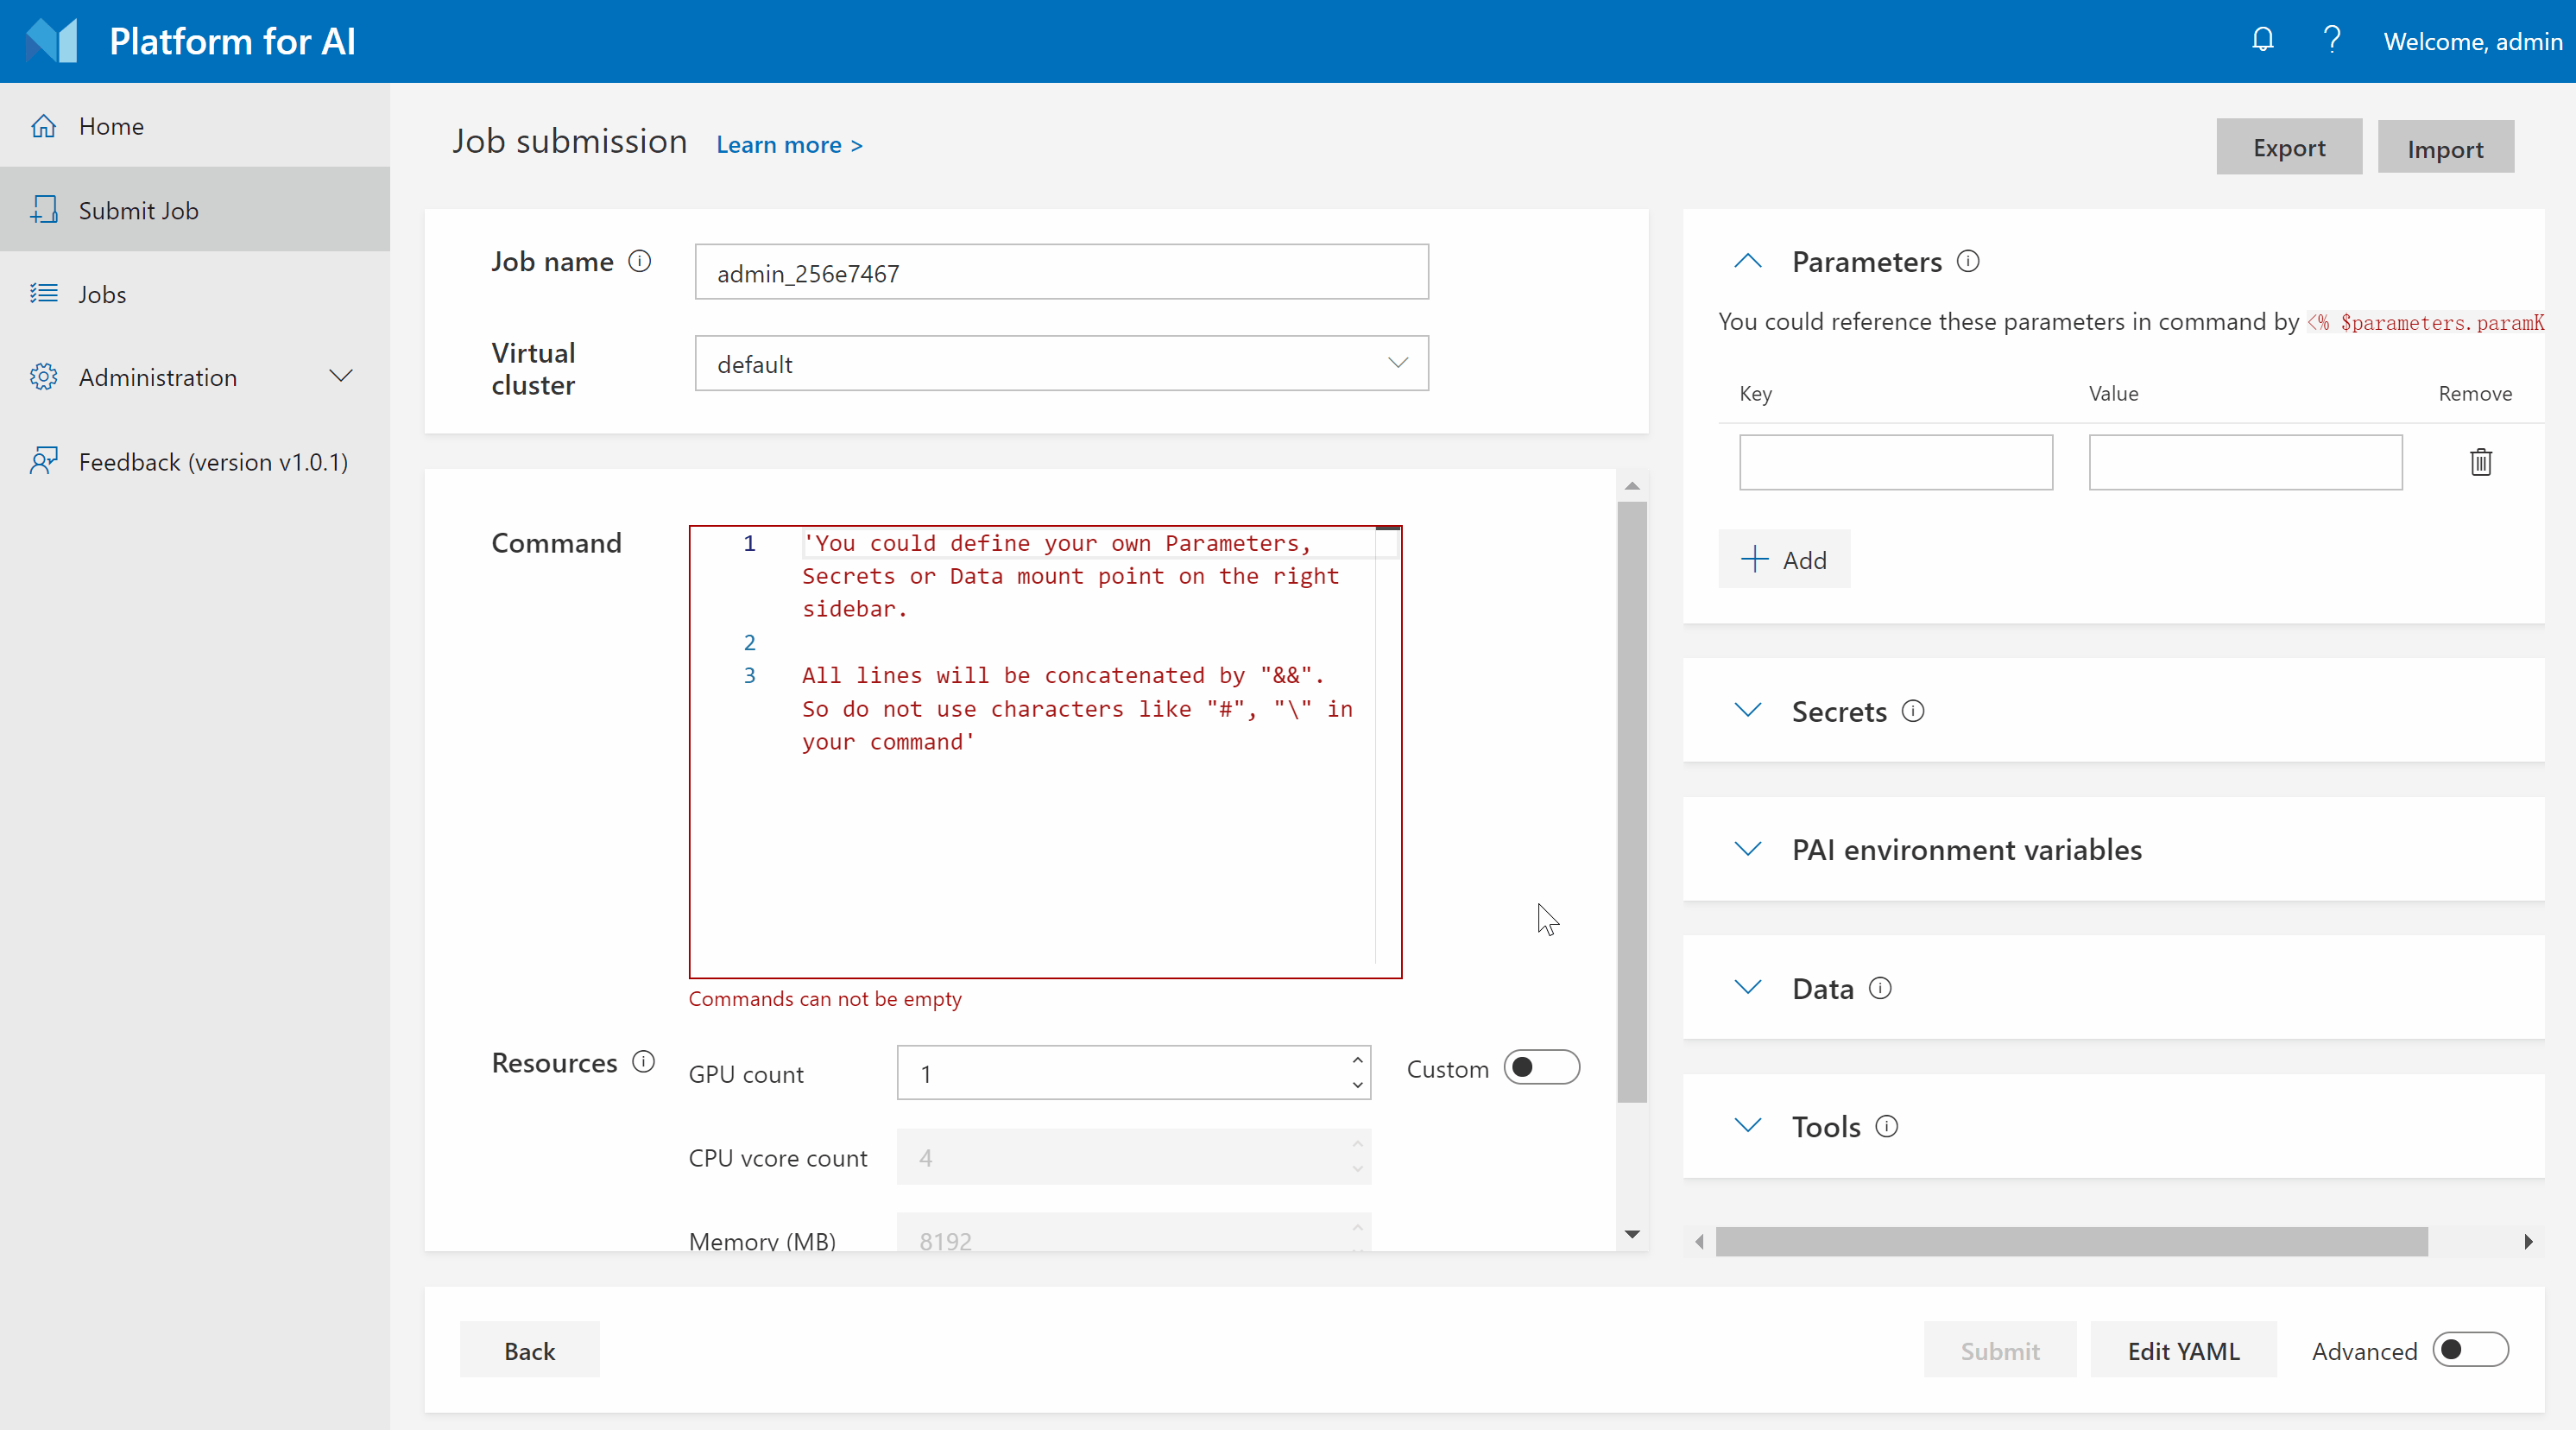 Platform for AI
Welcome, admin
Home
Submit Job
Jobs
Administration
Feedback (version v1.0.1)
Job submission
Learn more >
Export
Import
Job name
admin_256e7467
Virtual
cluster
default
Command
1
'You could define your own Parameters,
Secrets or Data mount point on the right
sidebar.
2
3
All lines will be concatenated by "&&".
So do not use characters like "#", "\" in
your command'
Commands can not be empty
Resources
GPU count
1
Custom
CPU vcore count
4
Memory (MB)
8192
Parameters
You could reference these parameters in command by <% $parameters.paramK
Key
Value
Remove
Add
Secrets
PAI environment variables
Data
Tools
Back
Submit
Edit YAML
Advanced